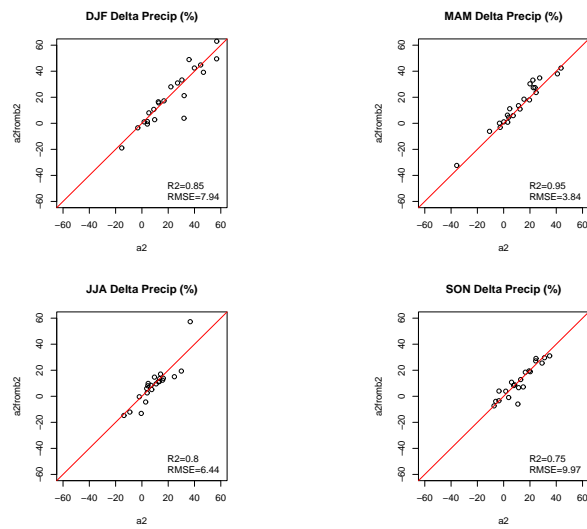 DJF Delta Precip (%)
a2fromb2
60
40
20
0
−20
−40
−60
R2=0.85
RMSE=7.94
−60 −40 −20 0 20 40 60
a2
MAM Delta Precip (%)
a2fromb2
60
40
20
0
−20
−40
−60
R2=0.95
RMSE=3.84
−60 −40 −20 0 20 40 60
a2
JJA Delta Precip (%)
a2fromb2
60
40
20
0
−20
−40
−60
R2=0.8
RMSE=6.44
−60 −40 −20 0 20 40 60
a2
SON Delta Precip (%)
a2fromb2
60
40
20
0
−20
−40
−60
R2=0.75
RMSE=9.97
−60 −40 −20 0 20 40 60
a2